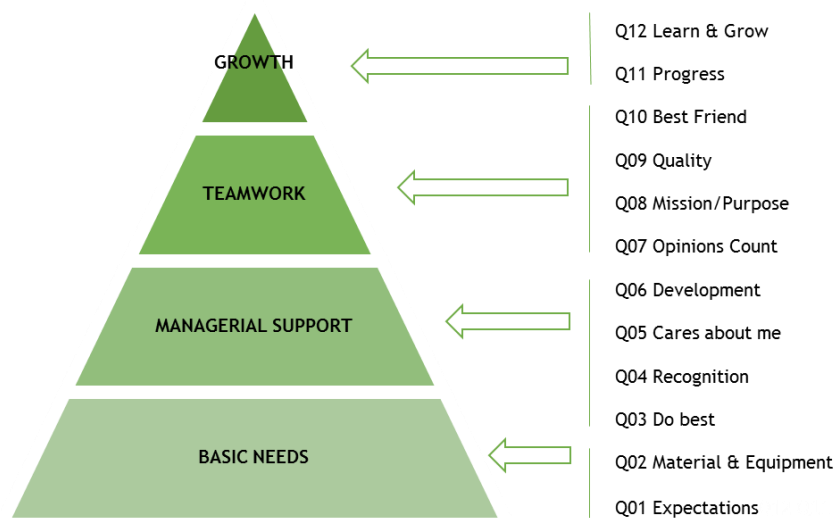 GROWTH
TEAMWORK
MANAGERIAL SUPPORT
BASIC NEEDS
Q12 Learn & Grow
Q11 Progress
Q10 Best Friend
Q09 Quality
Q08 Mission/Purpose
Q07 Opinions Count
Q06 Development
Q05 Cares about me
Q04 Recognition
Q03 Do best
Q02 Material & Equipment
Q01 Expectations